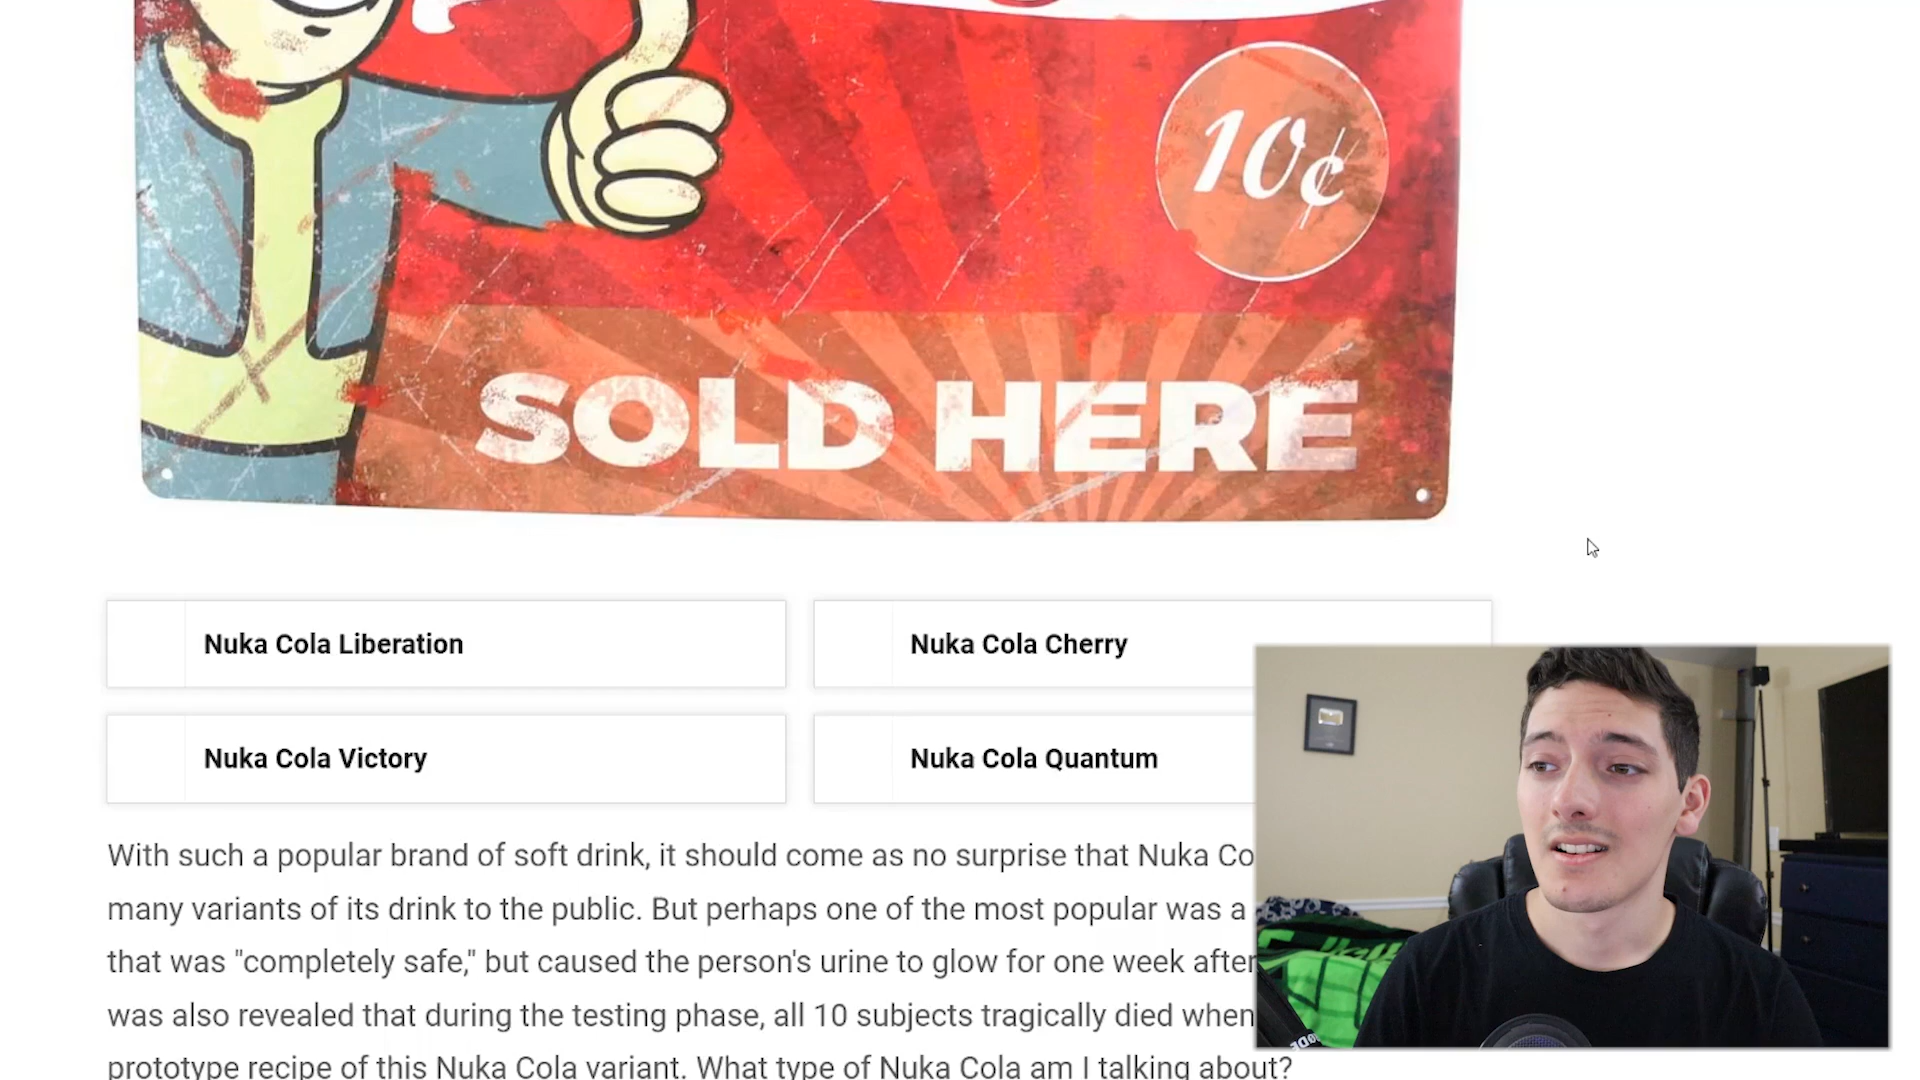 10¢
SOLD HERE
Nuka Cola Liberation
Nuka Cola Cherry
Nuka Cola Victory
Nuka Cola Quantum
With such a popular brand of soft drink, it should come as no surprise that Nuka Co
many variants of its drink to the public. But perhaps one of the most popular was a
that was "completely safe," but caused the person's urine to glow for one week after
was also revealed that during the testing phase, all 10 subjects tragically died when
prototype recipe of this Nuka Cola variant. What type of Nuka Cola am I talking about?